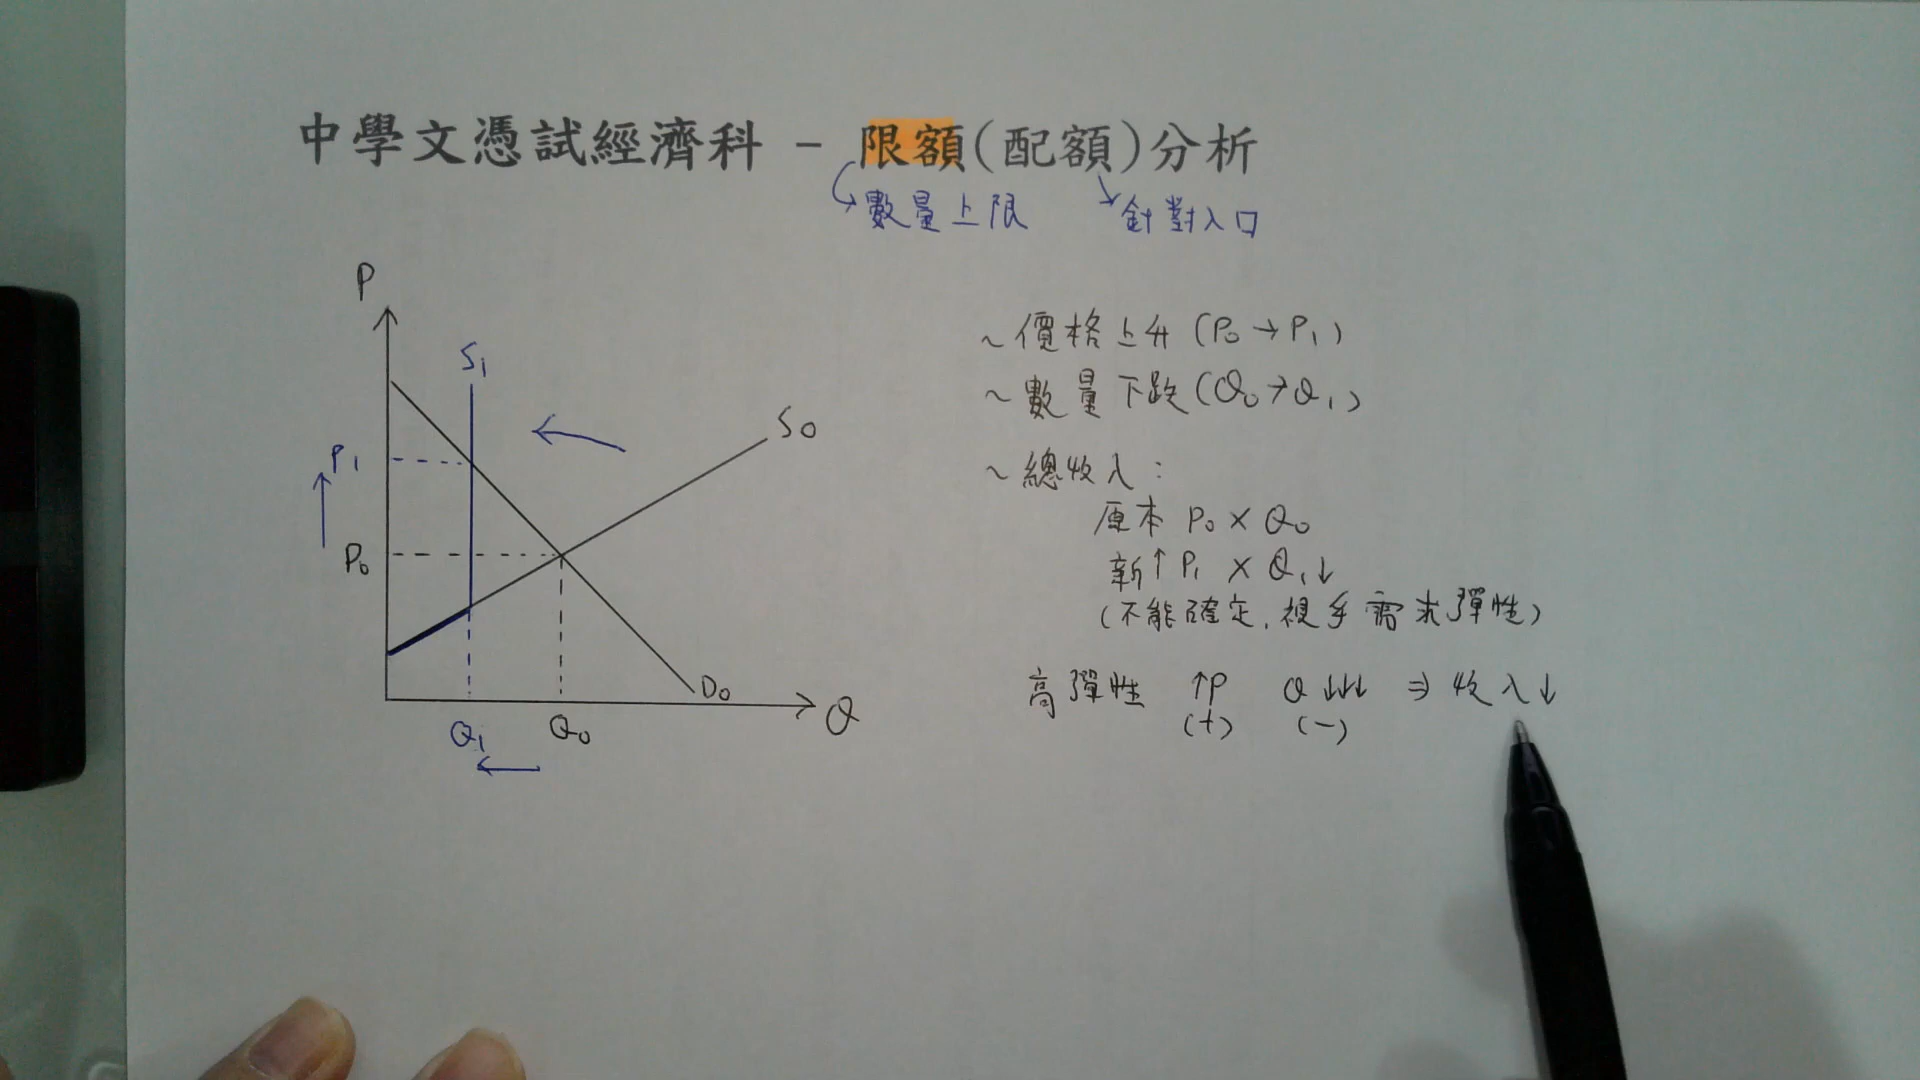 中學文憑試經濟科 - 限額(配額)分析
數量上限
針對入口
P
S1
S0
P1
P0
D0
Q
Q1
Q0
~ 價格上升 (P0 → P1)
~ 數量下跌 (Q0 → Q1)
~ 總收入 :
原本 P0 × Q0
新 ↑ P1 × Q1 ↓
(不能確定, 視乎需求彈性)
高彈性 ↑P Q↓↓↓ ⇒ 收入↓
(+) (-)